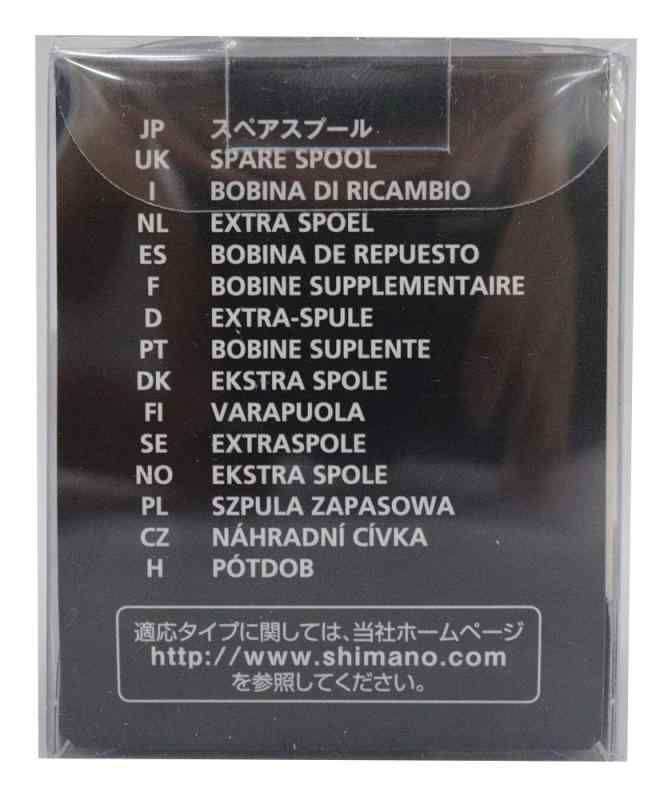 JP スペアスプール
UK SPARE SPOOL
I BOBINA DI RICAMBIO
NL EXTRA SPOEL
ES BOBINA DE REPUESTO
F BOBINE SUPPLEMENTAIRE
D EXTRA-SPULE
PT BOBINE SUPLENTE
DK EKSTRA SPOLE
FI VARAPUOLA
SE EXTRASPOLE
NO EKSTRA SPOLE
PL SZPULA ZAPASOWA
CZ NÁHRADNÍ CÍVKA
H PÓTDOB
適応タイプに関しては、当社ホームページ
http://www.shimano.com
を参照してください。